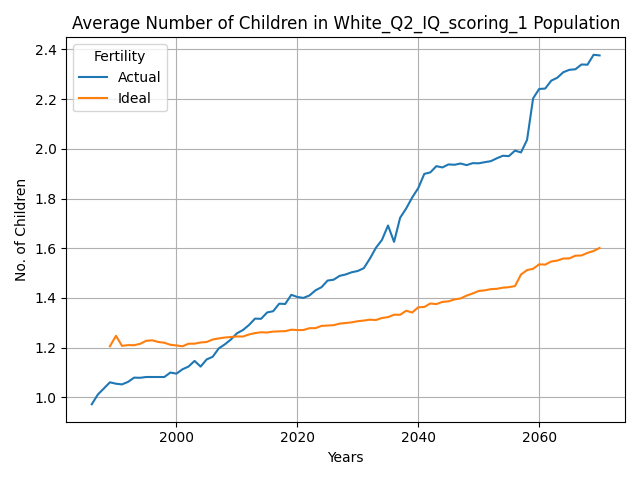 Average Number of Children in White_Q2_IQ_scoring_1 Population
Fertility
Actual
Ideal
No. of Children
2.4
2.2
2.0
1.8
1.6
1.4
1.2
1.0
2000 2020 2040 2060
Years